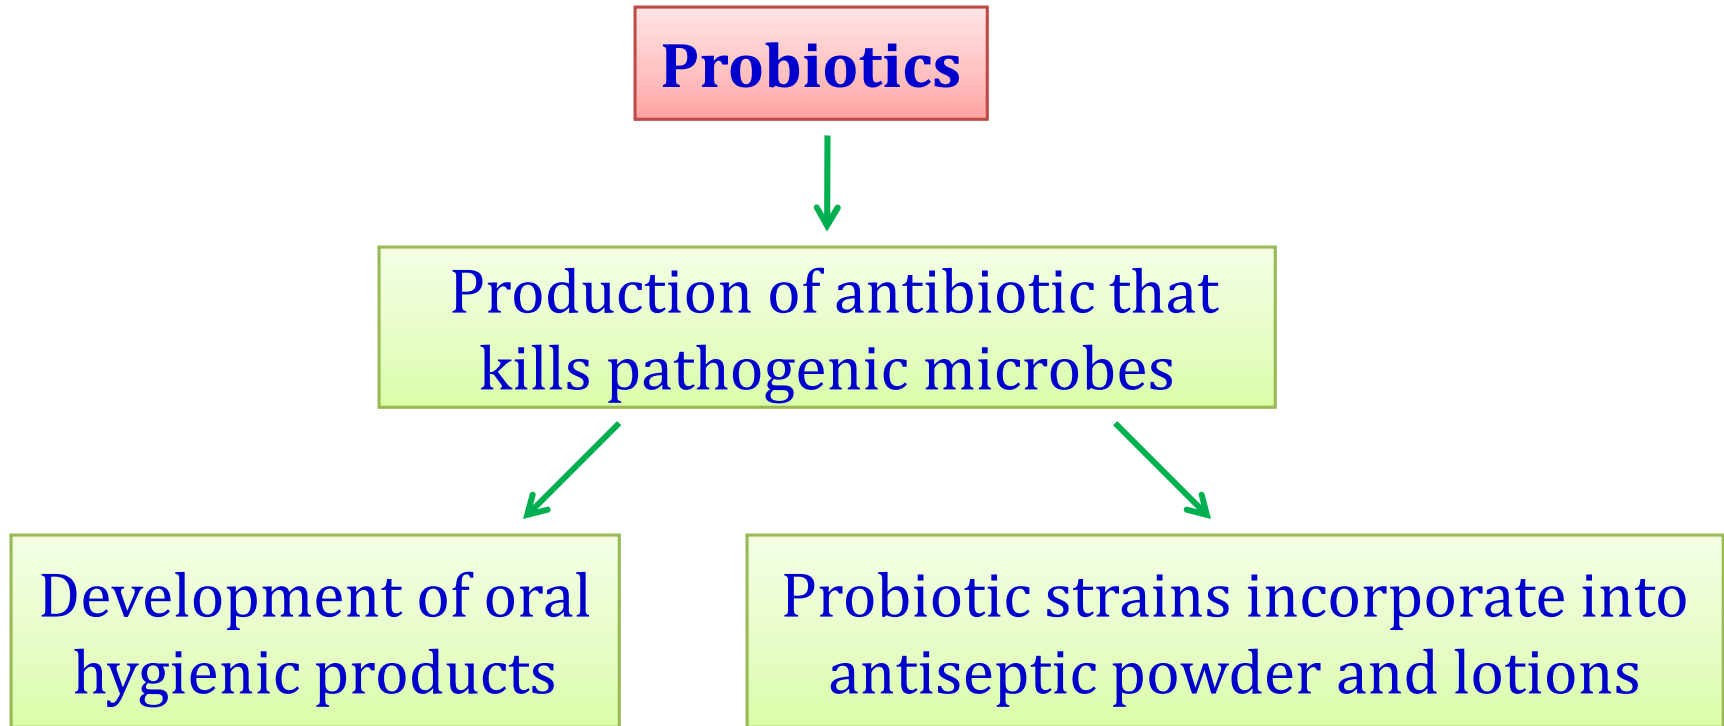 Probiotics
Production of antibiotic that
kills pathogenic microbes
Development of oral
hygienic products
Probiotic strains incorporate into
antiseptic powder and lotions